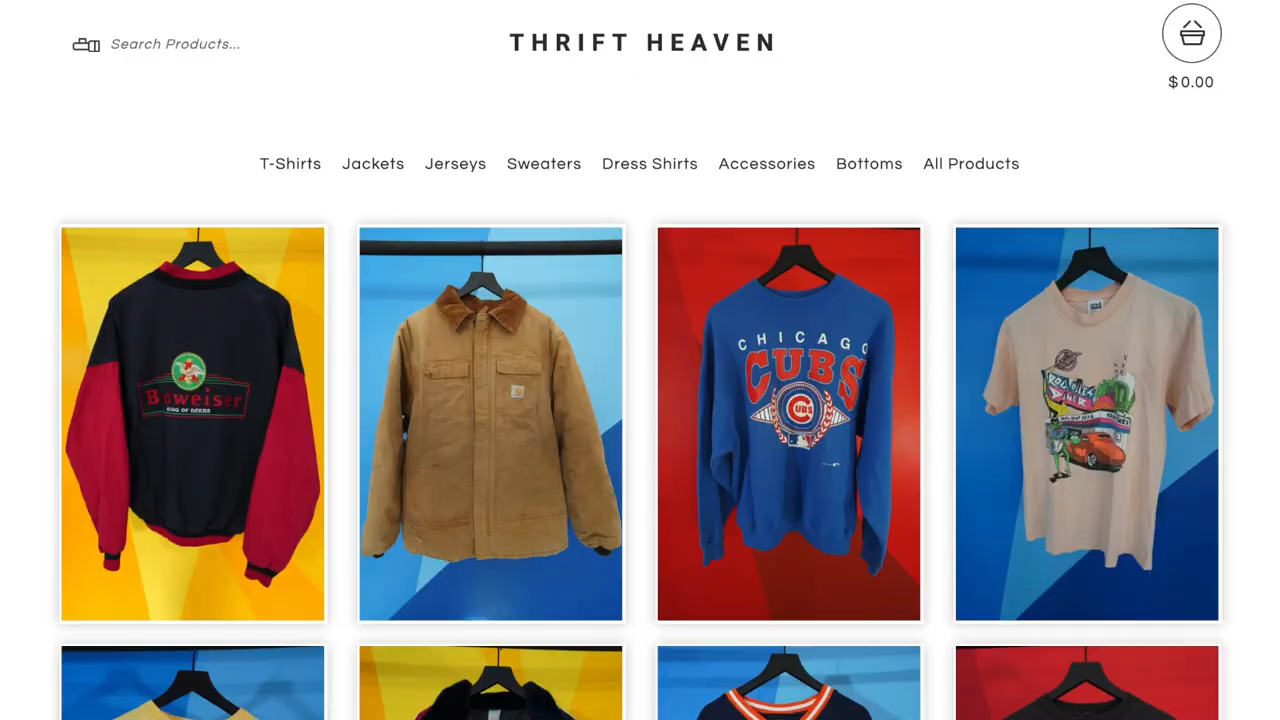 Search Products...
THRIFT HEAVEN
$0.00
T-Shirts Jackets Jerseys Sweaters Dress Shirts Accessories Bottoms All Products
Budweiser
KING OF BEERS
CHICAGO
CUBS
CUBS